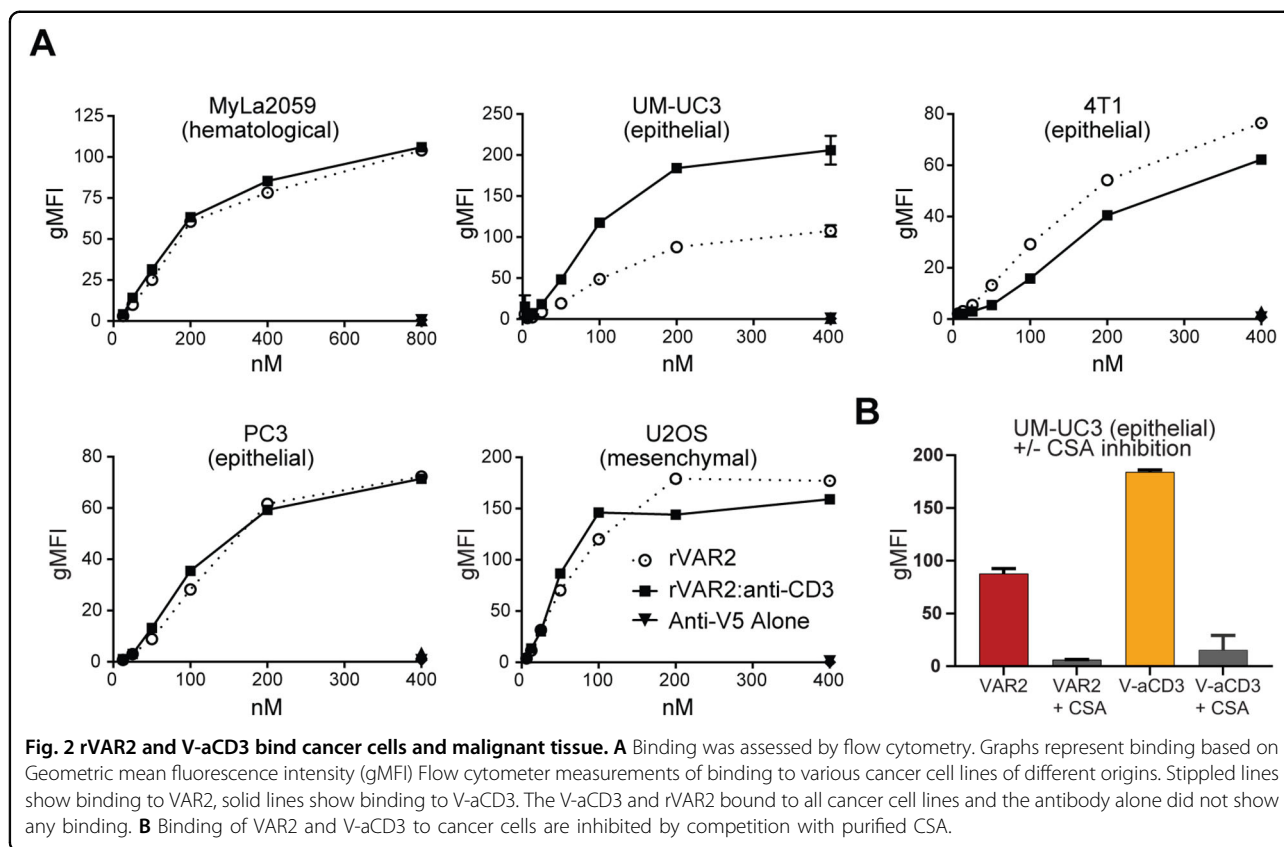 A
MyLa2059
(hematological)
125
100
75
50
25
0
gMFI
0
200
400
600
800
nM
UM-UC3
(epithelial)
250
200
150
100
50
0
gMFI
0
100
200
300
400
nM
4T1
(epithelial)
80
60
40
20
0
gMFI
0
100
200
300
400
nM
PC3
(epithelial)
80
60
40
20
0
gMFI
0
100
200
300
400
nM
U2OS
(mesenchymal)
200
150
100
50
0
gMFI
rVAR2
rVAR2:anti-CD3
Anti-V5 Alone
0
100
200
300
400
nM
B
UM-UC3 (epithelial)
+/- CSA inhibition
200
150
100
50
0
gMFI
VAR2
VAR2
+ CSA
V-aCD3
V-aCD3
+ CSA
Fig. 2 rVAR2 and V-aCD3 bind cancer cells and malignant tissue. A Binding was assessed by flow cytometry. Graphs represent binding based on
Geometric mean fluorescence intensity (gMFI) Flow cytometer measurements of binding to various cancer cell lines of different origins. Stippled lines
show binding to VAR2, solid lines show binding to V-aCD3. The V-aCD3 and rVAR2 bound to all cancer cell lines and the antibody alone did not show
any binding. B Binding of VAR2 and V-aCD3 to cancer cells are inhibited by competition with purified CSA.